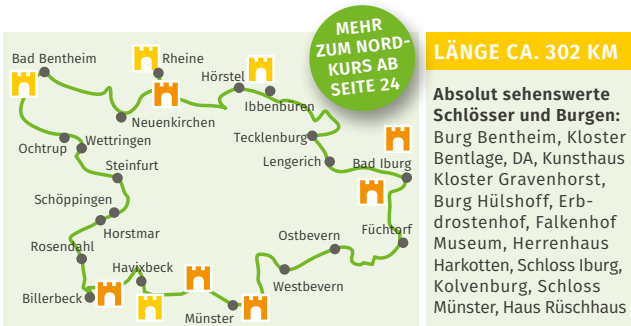 MEHR
ZUM NORD-
KURS AB
SEITE 24
Bad Bentheim
Rheine
Hörstel
Ibbenbüren
Neuenkirchen
Ochtrup
Wettringen
Tecklenburg
Steinfurt
Lengerich
Bad Iburg
Schöppingen
Horstmar
Füchtorf
Ostbevern
Rosendahl
Havixbeck
Westbevern
Billerbeck
Münster
LÄNGE CA. 302 KM
Absolut sehenswerte
Schlösser und Burgen:
Burg Bentheim, Kloster
Bentlage, DA, Kunsthaus
Kloster Gravenhorst,
Burg Hülshoff, Erb-
drostenhof, Falkenhof
Museum, Herrenhaus
Harkotten, Schloss Iburg,
Kolvenburg, Schloss
Münster, Haus Rüschhaus